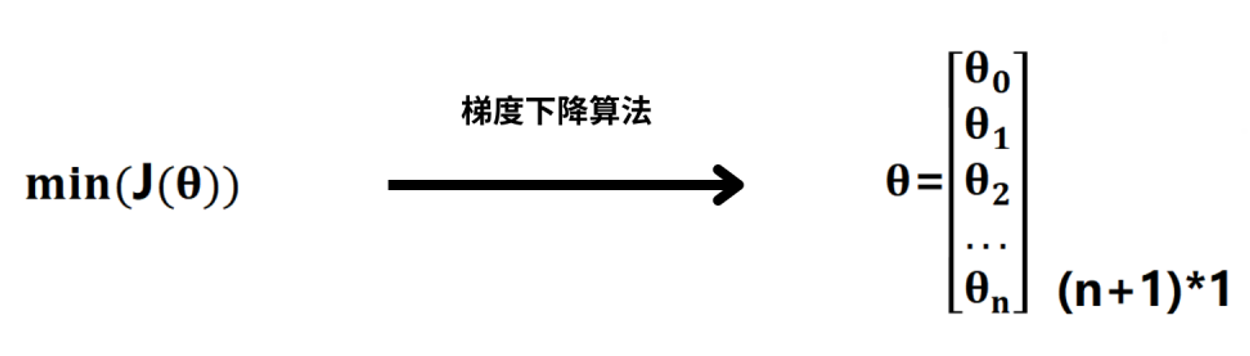 梯度下降算法
min(J(θ))
θ=
θ₀
θ₁
θ₂
...
θₙ
(n+1)*1